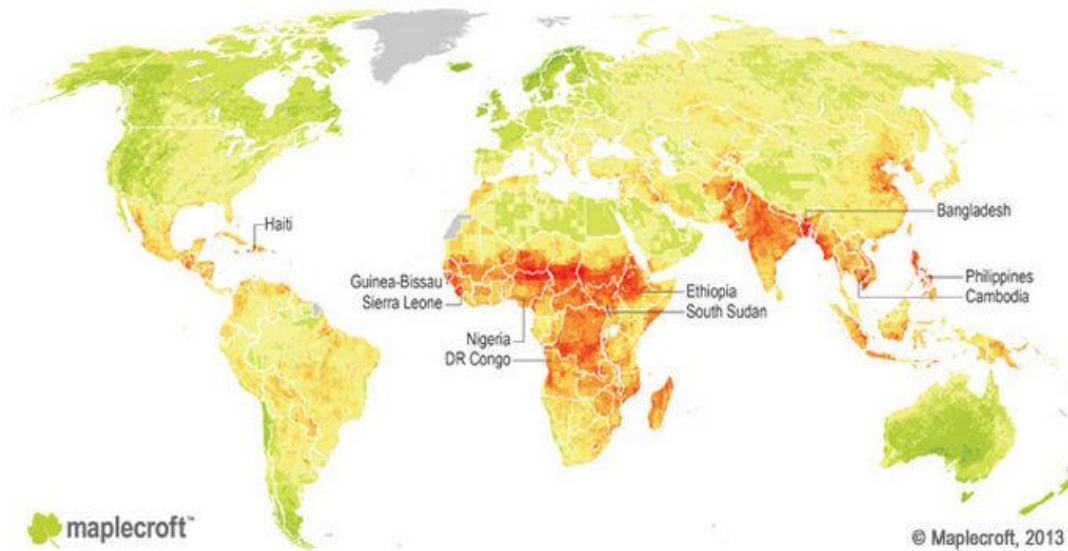 Haiti
Bangladesh
Guinea-Bissau
Sierra Leone
Ethiopia
South Sudan
Philippines
Cambodia
Nigeria
DR Congo
maplecroft™
© Maplecroft, 2013